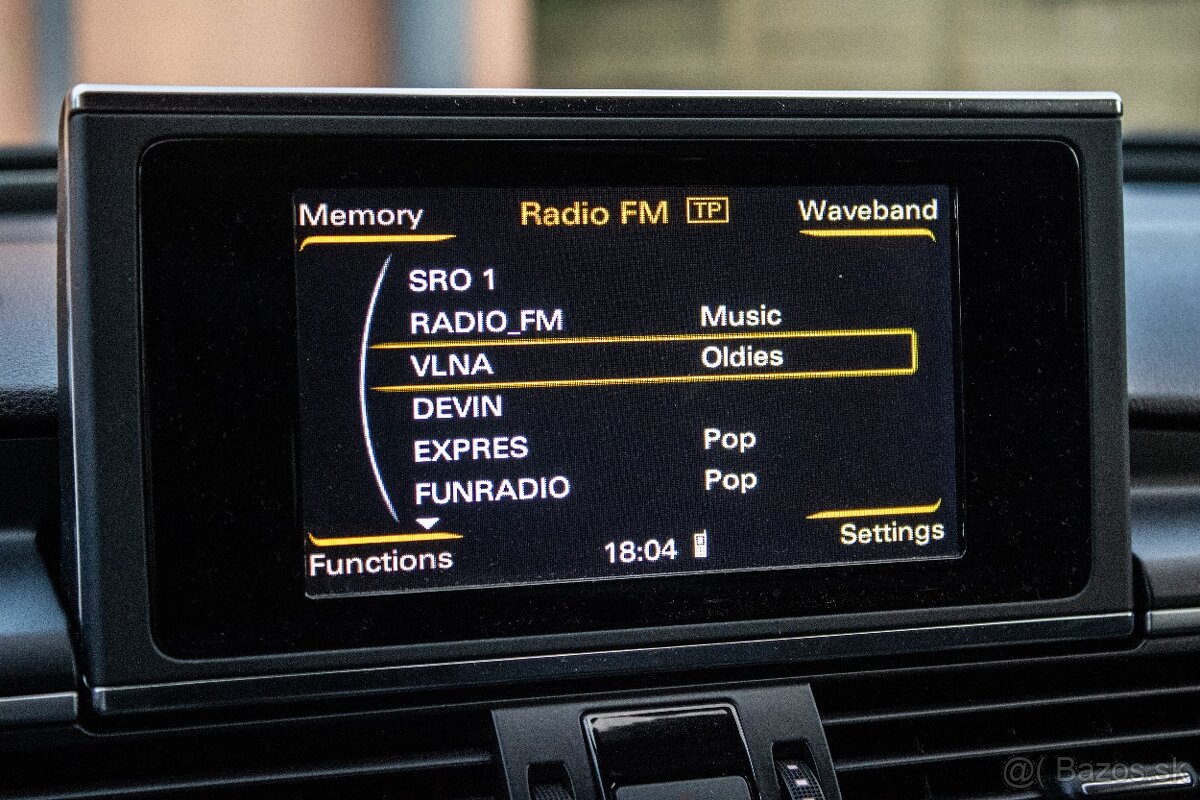 Memory Radio FM TP Waveband
SRO 1
RADIO_FM Music
VLNA Oldies
DEVIN
EXPRES Pop
FUNRADIO Pop
Functions 18:04 Settings
@( Bazos.sk